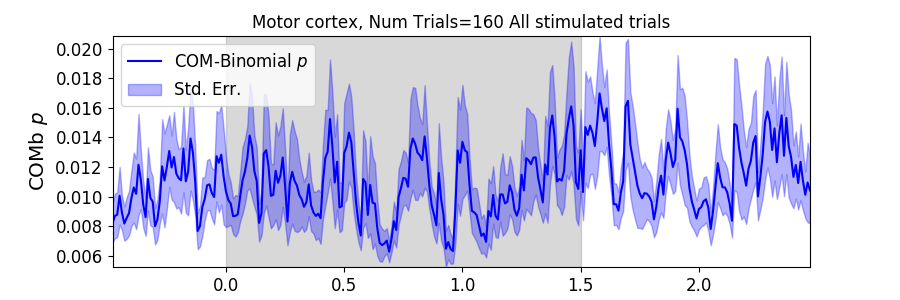 Motor cortex, Num Trials=160 All stimulated trials
COMb p
0.020
0.018
0.016
0.014
0.012
0.010
0.008
0.006
COM-Binomial p
Std. Err.
0.0 0.5 1.0 1.5 2.0